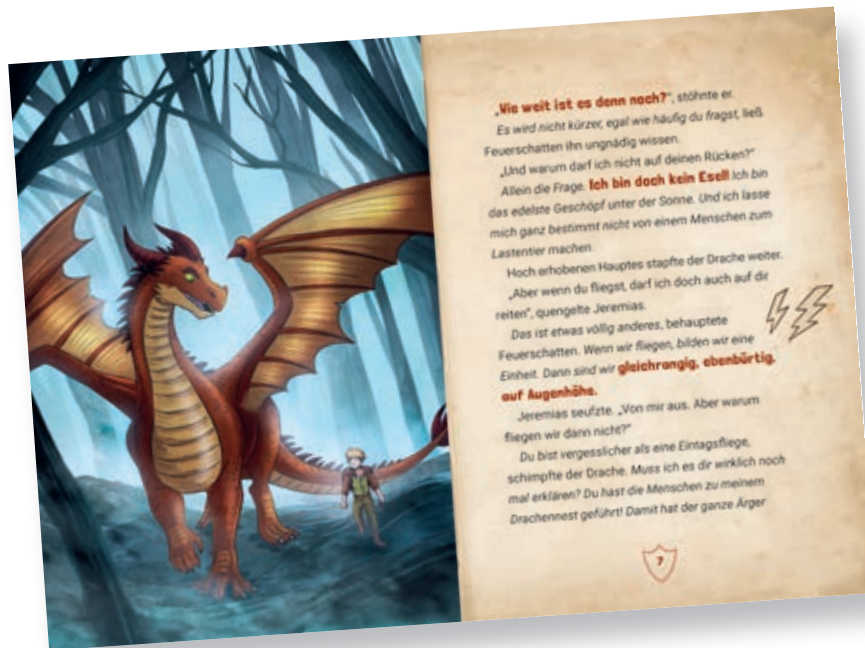 „Wie weit ist es denn noch?“, stöhnte er.
Es wird nicht kürzer, egal wie häufig du fragst, ließ
Feuerschatten ihn ungnädig wissen.
„Und warum darf ich nicht auf deinen Rücken?“
Allein die Frage. Ich bin doch kein Esel! Ich bin
das edelste Geschöpf unter der Sonne. Und ich lasse
mich ganz bestimmt nicht von einem Menschen zum
Lastentier machen.
Hoch erhobenen Hauptes stapfte der Drache weiter.
„Aber wenn du fliegst, darf ich doch auch auf dir
reiten“, quengelte Jeremias.
Das ist etwas völlig anderes, behauptete
Feuerschatten. Wenn wir fliegen, bilden wir eine
Einheit. Dann sind wir gleichrangig, ebenbürtig,
auf Augenhöhe.
Jeremias seufzte. „Von mir aus. Aber warum
fliegen wir dann nicht?“
Du bist vergesslicher als eine Eintagsfliege,
schimpfte der Drache. Muss ich es dir wirklich noch
mal erklären? Du hast die Menschen zu meinem
Drachennest geführt! Damit hat der ganze Ärger
7